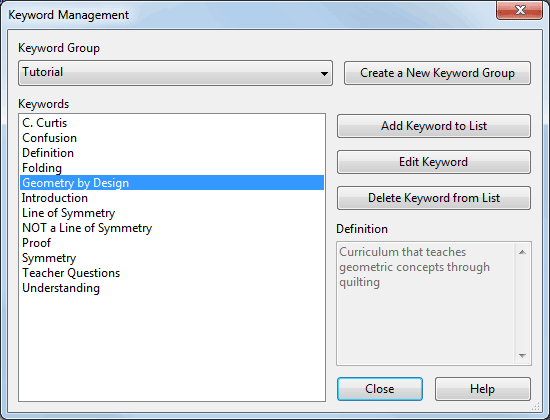 Keyword Management
Keyword Group
Tutorial
Create a New Keyword Group
Keywords
C. Curtis
Confusion
Definition
Folding
Geometry by Design
Introduction
Line of Symmetry
NOT a Line of Symmetry
Proof
Symmetry
Teacher Questions
Understanding
Add Keyword to List
Edit Keyword
Delete Keyword from List
Definition
Curriculum that teaches
geometric concepts through
quilting
Close
Help